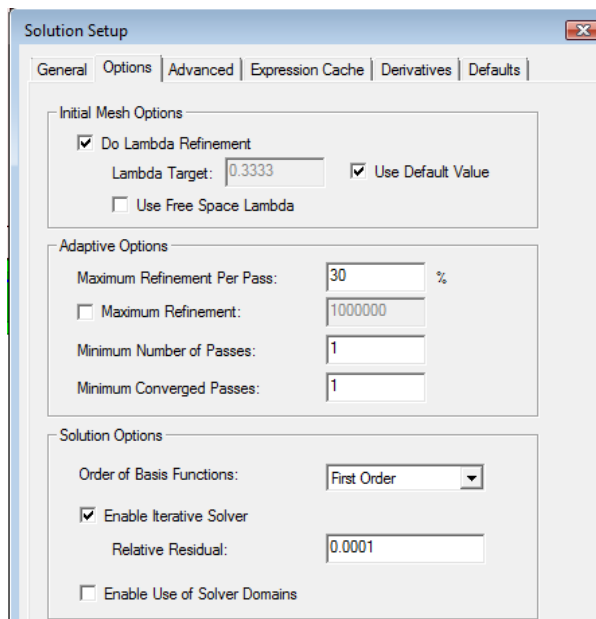 Solution Setup
General Options Advanced Expression Cache Derivatives Defaults
Initial Mesh Options
Do Lambda Refinement
Lambda Target: 0.3333 Use Default Value
Use Free Space Lambda
Adaptive Options
Maximum Refinement Per Pass: 30 %
Maximum Refinement: 1000000
Minimum Number of Passes: 1
Minimum Converged Passes: 1
Solution Options
Order of Basis Functions: First Order
Enable Iterative Solver
Relative Residual: 0.0001
Enable Use of Solver Domains